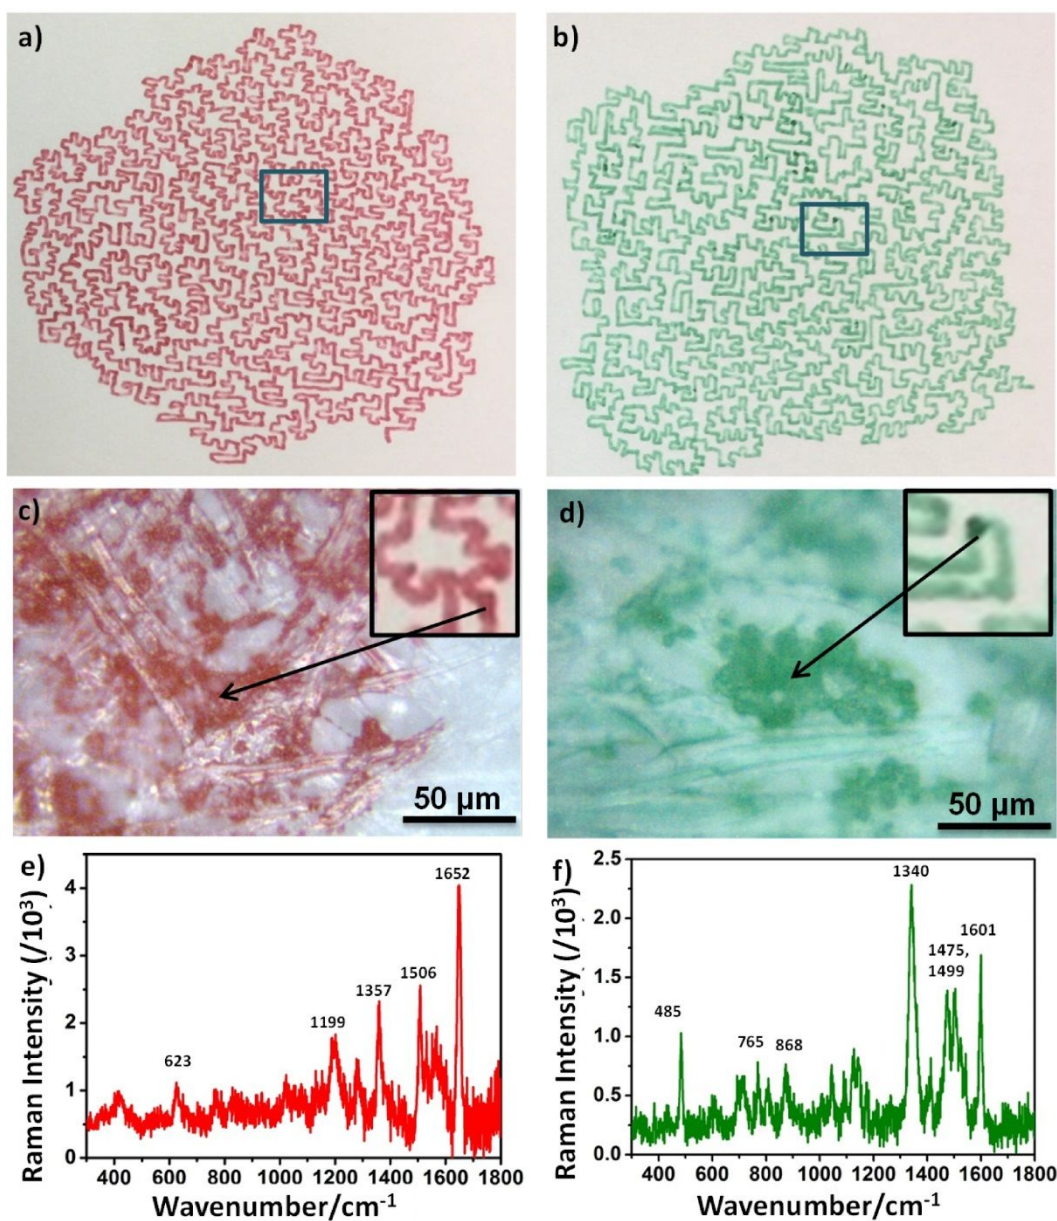 a)
b)
c)
50 µm
d)
50 µm
e)
Raman Intensity (/10³)
4
3
2
1
0
623
1199
1357
1506
1652
400 600 800 1000 1200 1400 1600 1800
Wavenumber/cm⁻¹
f)
Raman Intensity (/10³)
2.5
2.0
1.5
1.0
0.5
0.0
485
765
868
1340
1475,
1499
1601
400 600 800 1000 1200 1400 1600 1800
Wavenumber/cm⁻¹